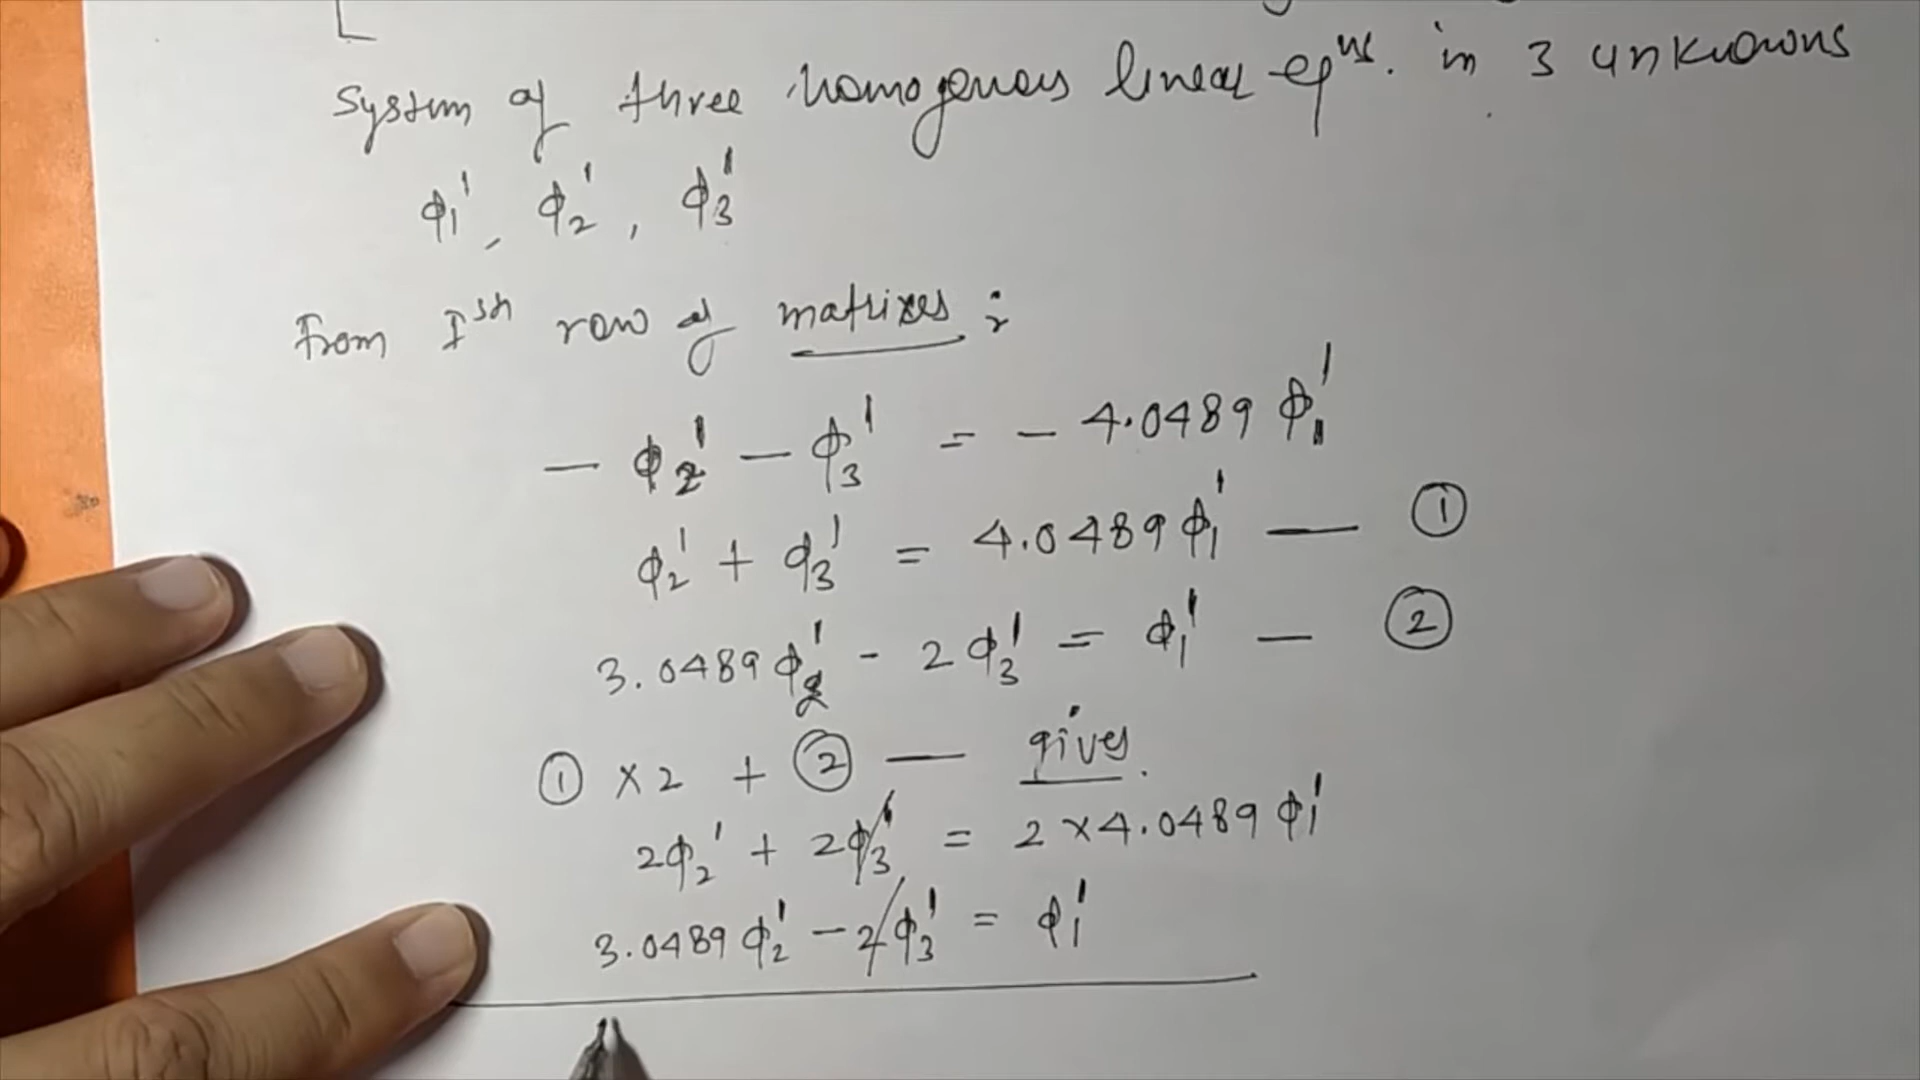 System of three homogenous linear eqns. in 3 unknowns
ϕ₁', ϕ₂', ϕ₃'
From Ist row of matrixes :
- ϕ₂' - ϕ₃' = - 4.0489 ϕ₁'
ϕ₂' + ϕ₃' = 4.0489 ϕ₁' — ①
3.0489 ϕ₂' - 2 ϕ₃' = ϕ₁' — ②
① × 2 + ② — gives.
2ϕ₂' + 2ϕ₃' = 2 × 4.0489 ϕ₁'
3.0489 ϕ₂' - 2ϕ₃' = ϕ₁'